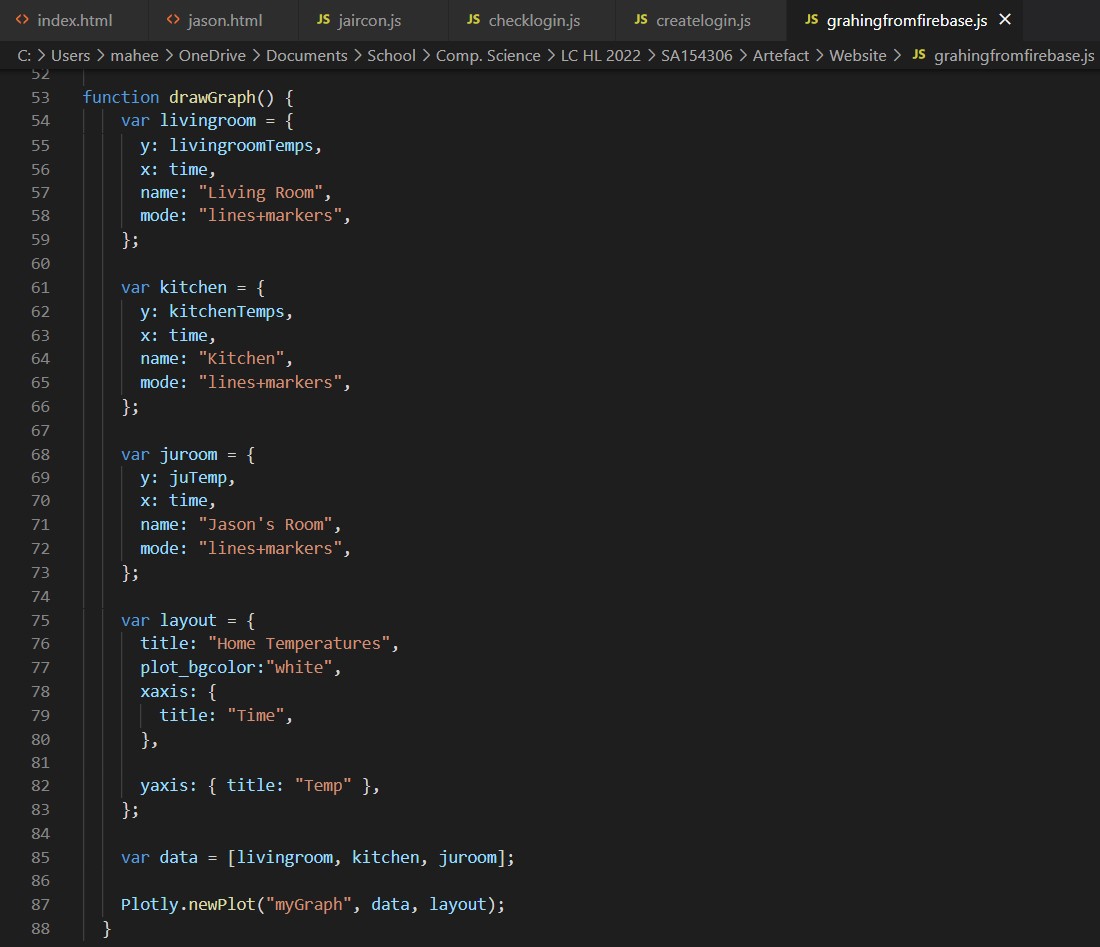 index.html jason.html JS jaircon.js JS checklogin.js JS createlogin.js JS grahingfromfirebase.js
C: > Users > mahee > OneDrive > Documents > School > Comp. Science > LC HL 2022 > SA154306 > Artefact > Website > JS grahingfromfirebase.js
52
53 function drawGraph() {
54 var livingroom = {
55 y: livingroomTemps,
56 x: time,
57 name: "Living Room",
58 mode: "lines+markers",
59 };
60
61 var kitchen = {
62 y: kitchenTemps,
63 x: time,
64 name: "Kitchen",
65 mode: "lines+markers",
66 };
67
68 var juroom = {
69 y: juTemp,
70 x: time,
71 name: "Jason's Room",
72 mode: "lines+markers",
73 };
74
75 var layout = {
76 title: "Home Temperatures",
77 plot_bgcolor:"white",
78 xaxis: {
79 title: "Time",
80 },
81
82 yaxis: { title: "Temp" },
83 };
84
85 var data = [livingroom, kitchen, juroom];
86
87 Plotly.newPlot("myGraph", data, layout);
88 }